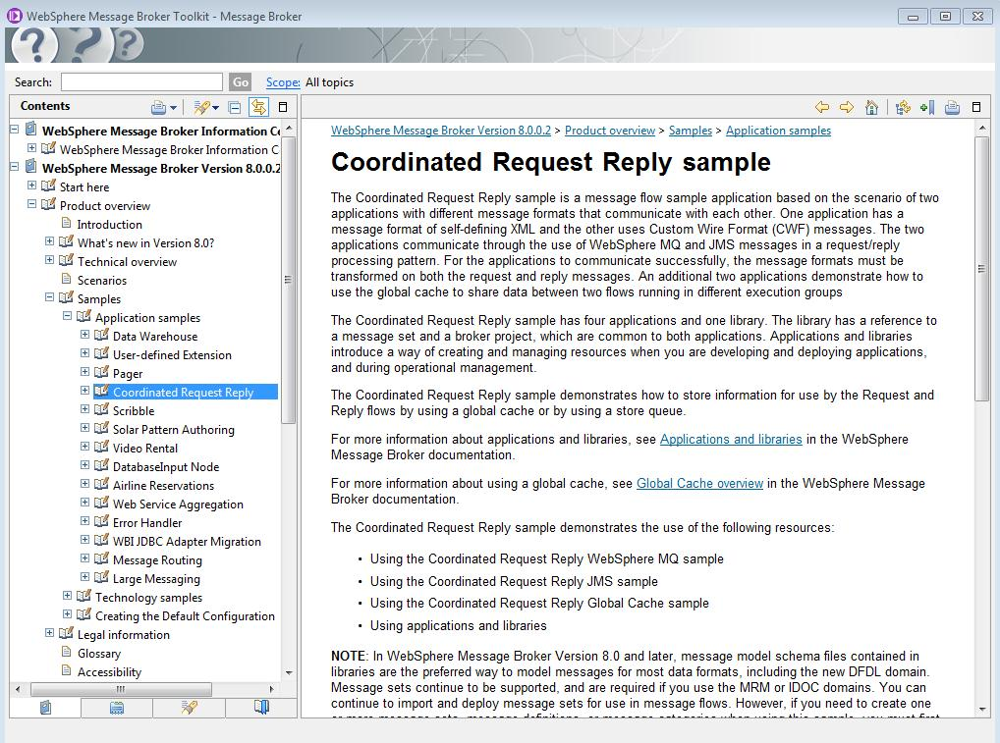 WebSphere Message Broker Toolkit - Message Broker
Search:
Go
Scope: All topics
Contents
WebSphere Message Broker Information Ce
WebSphere Message Broker Information C
WebSphere Message Broker Version 8.0.0.2
Start here
Product overview
Introduction
What's new in Version 8.0?
Technical overview
Scenarios
Samples
Application samples
Data Warehouse
User-defined Extension
Pager
Coordinated Request Reply
Scribble
Solar Pattern Authoring
Video Rental
DatabaseInput Node
Airline Reservations
Web Service Aggregation
Error Handler
WBI JDBC Adapter Migration
Message Routing
Large Messaging
Technology samples
Creating the Default Configuration
Legal information
Glossary
Accessibility
WebSphere Message Broker Version 8.0.0.2 > Product overview > Samples > Application samples
Coordinated Request Reply sample
The Coordinated Request Reply sample is a message flow sample application based on the scenario of two
applications with different message formats that communicate with each other. One application has a
message format of self-defining XML and the other uses Custom Wire Format (CWF) messages. The two
applications communicate through the use of WebSphere MQ and JMS messages in a request/reply
processing pattern. For the applications to communicate successfully, the message formats must be
transformed on both the request and reply messages. An additional two applications demonstrate how to
use the global cache to share data between two flows running in different execution groups
The Coordinated Request Reply sample has four applications and one library. The library has a reference to
a message set and a broker project, which are common to both applications. Applications and libraries
introduce a way of creating and managing resources when you are developing and deploying applications,
and during operational management.
The Coordinated Request Reply sample demonstrates how to store information for use by the Request and
Reply flows by using a global cache or by using a store queue.
For more information about applications and libraries, see Applications and libraries in the WebSphere
Message Broker documentation.
For more information about using a global cache, see Global Cache overview in the WebSphere Message
Broker documentation.
The Coordinated Request Reply sample demonstrates the use of the following resources:
• Using the Coordinated Request Reply WebSphere MQ sample
• Using the Coordinated Request Reply JMS sample
• Using the Coordinated Request Reply Global Cache sample
• Using applications and libraries
NOTE: In WebSphere Message Broker Version 8.0 and later, message model schema files contained in
libraries are the preferred way to model messages for most data formats, including the new DFDL domain.
Message sets continue to be supported, and are required if you use the MRM or IDOC domains. You can
continue to import and deploy message sets for use in message flows. However, if you need to create one
or more message sets, message definitions, or message categories when using this sample, you must first